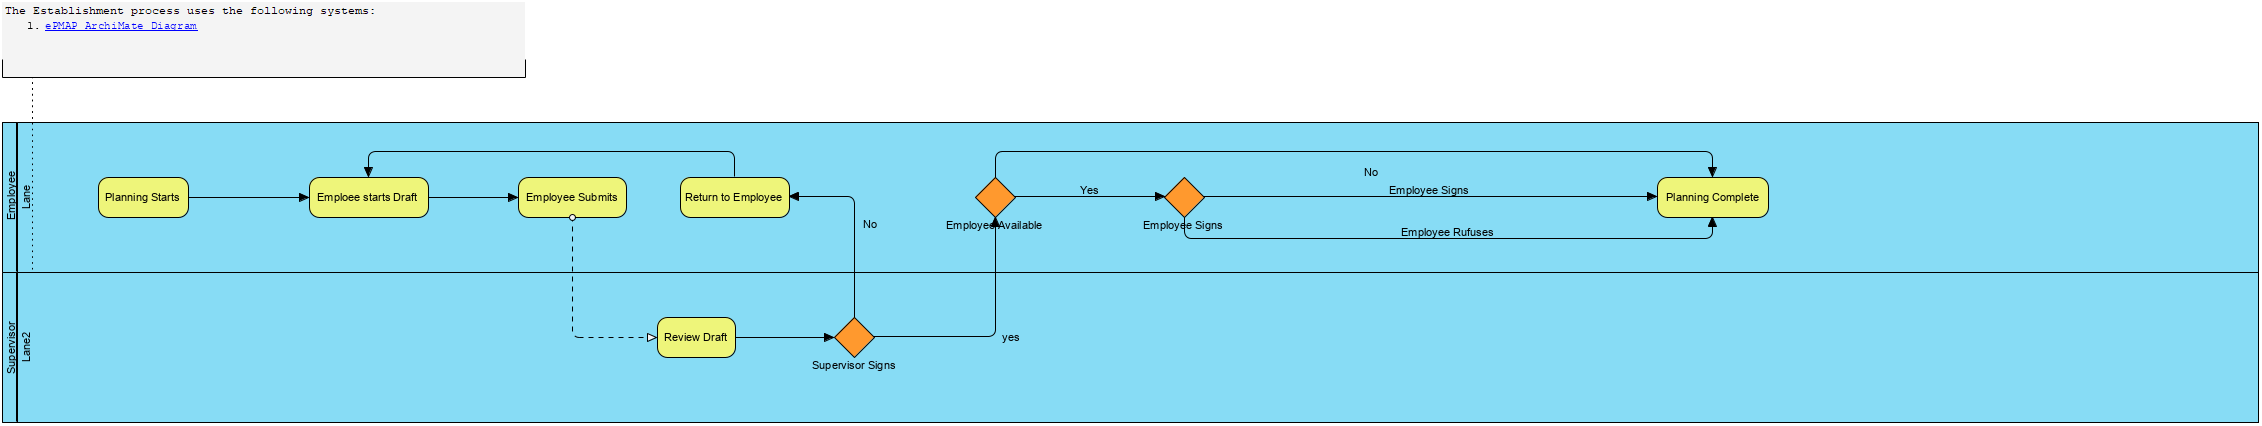 The Establishment process uses the following systems:
1. ePMAP ArchiMate Diagram
Employee
Lane
Planning Starts
Emploee starts Draft
Employee Submits
Return to Employee
No
Employee Available
Yes
Employee Signs
No
Employee Signs
Employee Rufuses
Planning Complete
Supervisor
Lane2
Review Draft
Supervisor Signs
yes